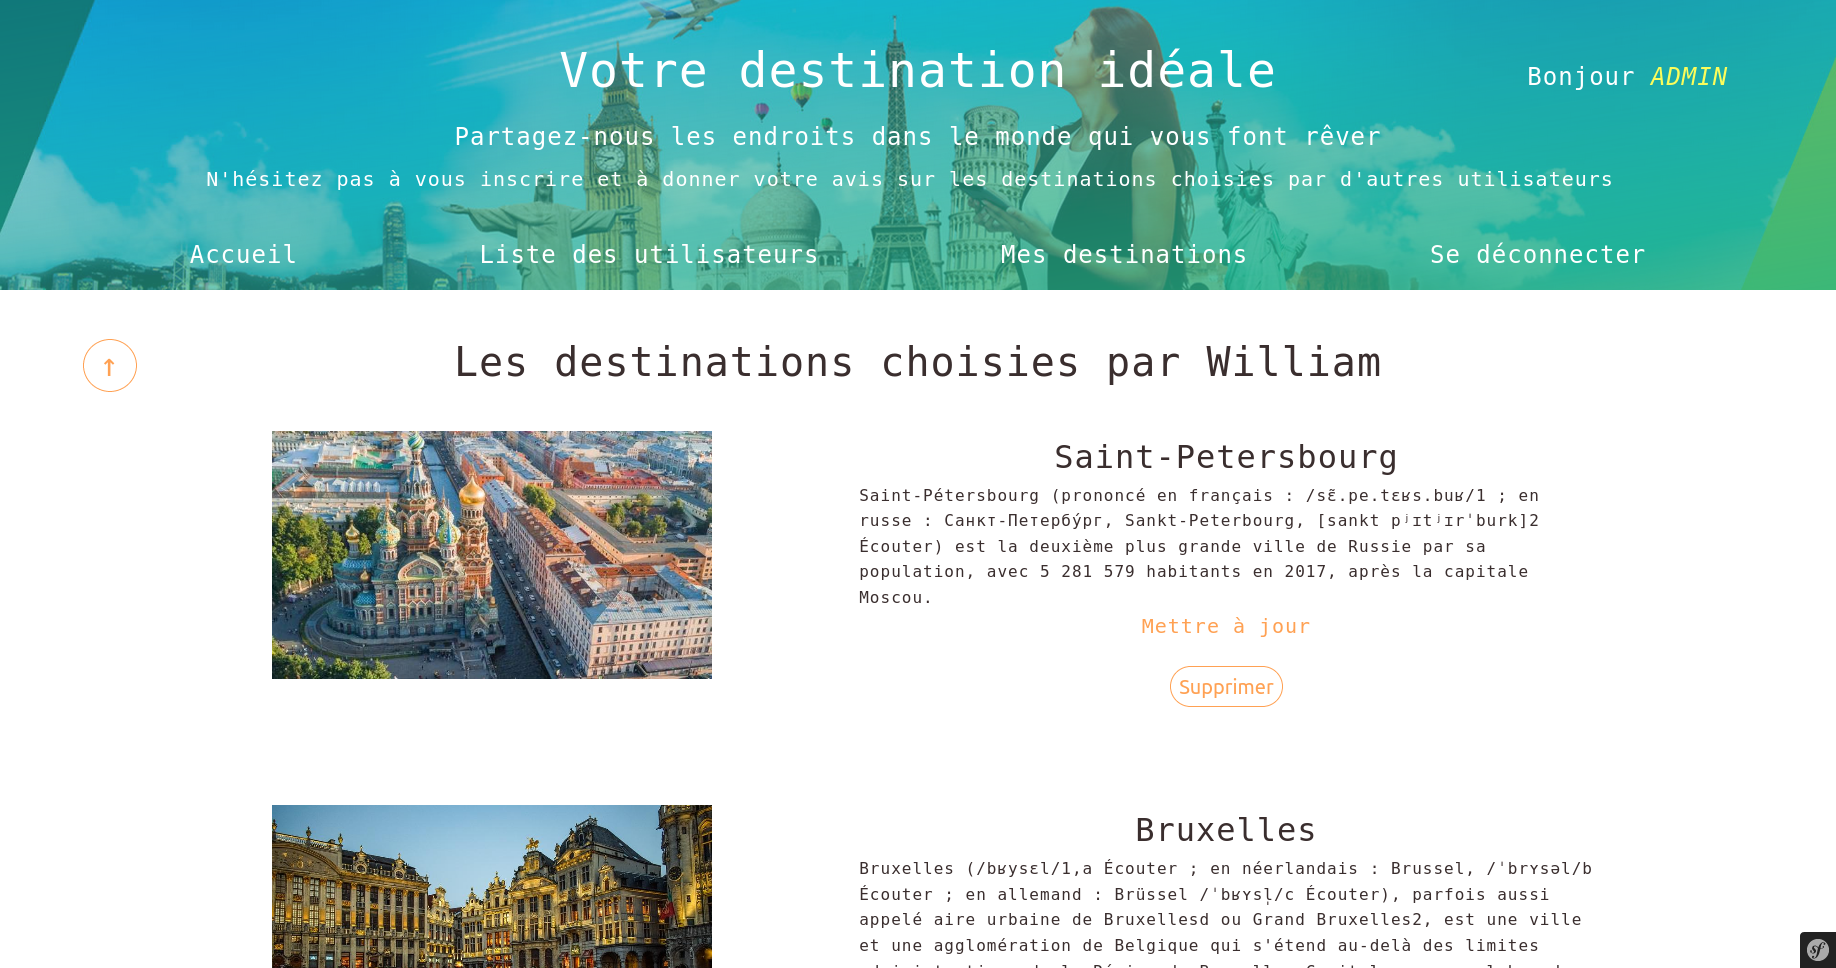 Votre destination idéale
Bonjour ADMIN
Partagez-nous les endroits dans le monde qui vous font rêver
N'hésitez pas à vous inscrire et à donner votre avis sur les destinations choisies par d'autres utilisateurs
Accueil
Liste des utilisateurs
Mes destinations
Se déconnecter
↑
Les destinations choisies par William
Saint-Petersbourg
Saint-Pétersbourg (prononcé en français : /sɛ̃.pe.tɛʁs.buʁ/1 ; en
russe : Санкт-Петербу́рг, Sankt-Peterbourg, [sankt pʲɪtʲɪrˈburk]2
Écouter) est la deuxième plus grande ville de Russie par sa
population, avec 5 281 579 habitants en 2017, après la capitale
Moscou.
Mettre à jour
Supprimer
Bruxelles
Bruxelles (/bʁysɛl/1,a Écouter ; en néerlandais : Brussel, /ˈbrʏsəl/b
Écouter ; en allemand : Brüssel /ˈbʁʏsl̩/c Écouter), parfois aussi
appelé aire urbaine de Bruxellesd ou Grand Bruxelles2, est une ville
et une agglomération de Belgique qui s'étend au-delà des limites
sf